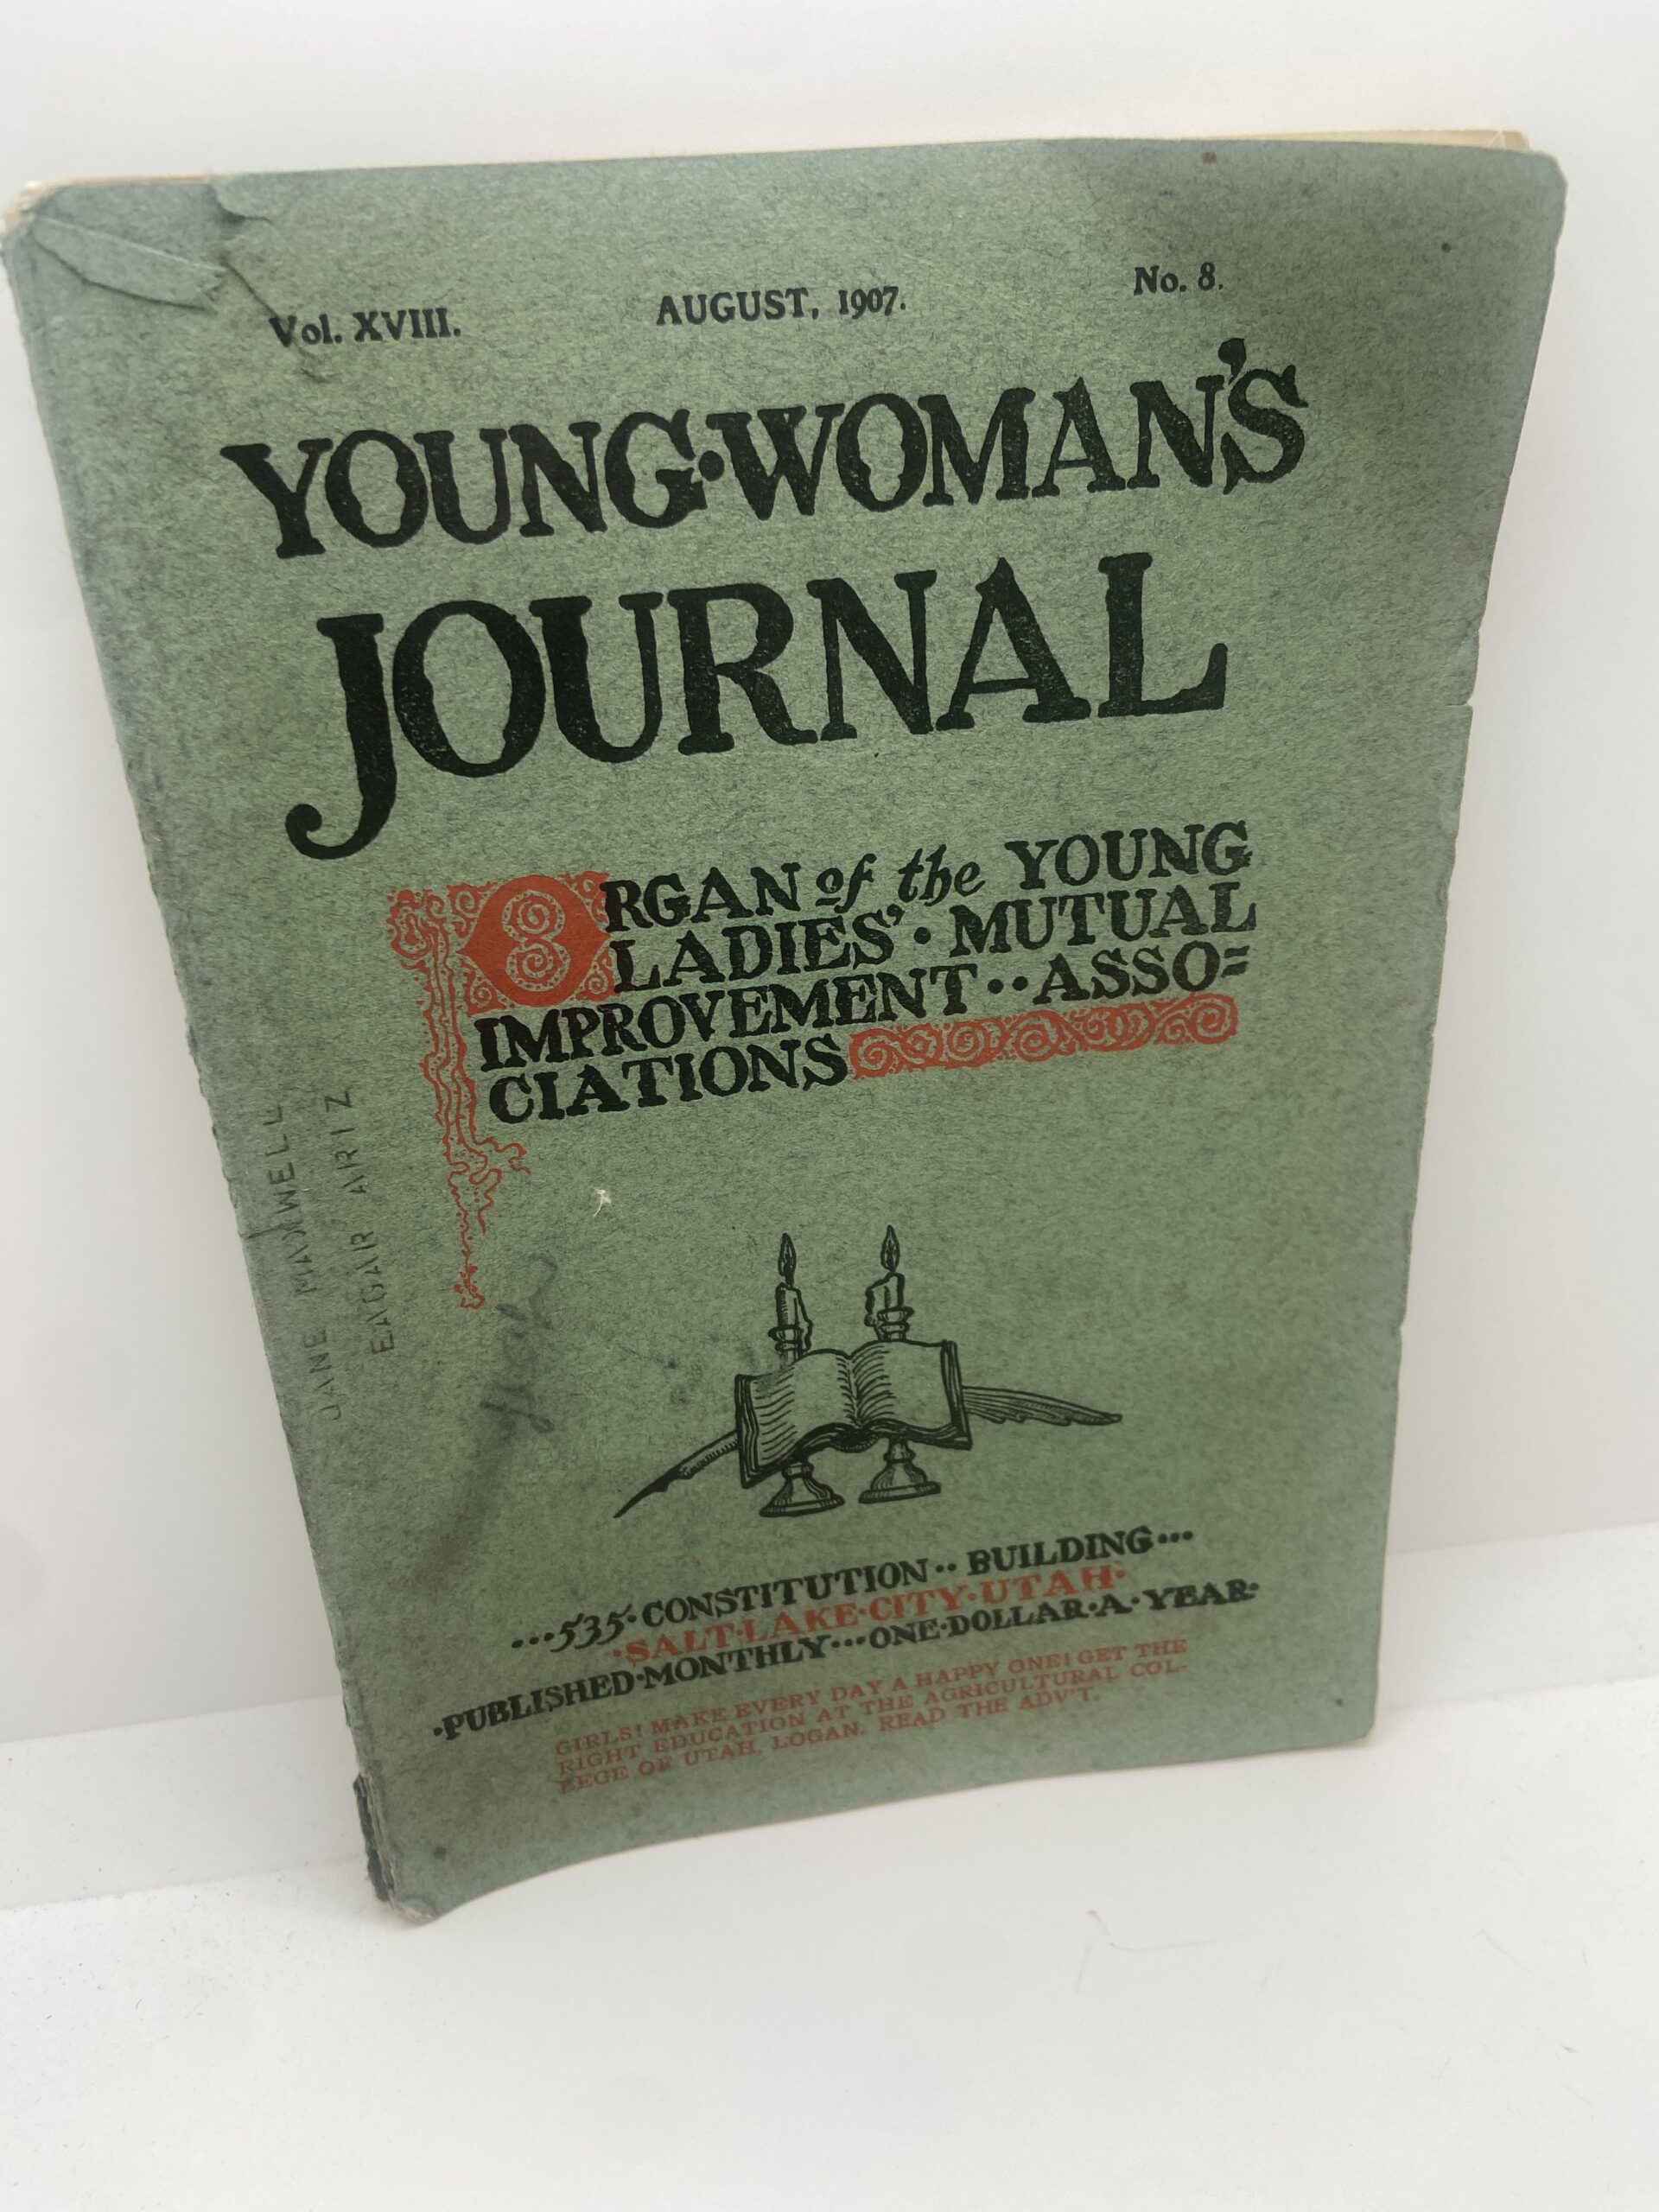 Vol. XVIII.
AUGUST, 1907.
No. 8.
YOUNG·WOMAN'S
JOURNAL
ORGAN of the YOUNG
LADIES'·MUTUAL
IMPROVEMENT··ASSO=
CIATIONS
JANE MAXWELL
EAGAR ARIZ
...535·CONSTITUTION··BUILDING...
·SALT·LAKE·CITY·UTAH·
·PUBLISHED·MONTHLY···ONE·DOLLAR·A·YEAR·
GIRLS! MAKE EVERY DAY A HAPPY ONE! GET THE
RIGHT EDUCATION AT THE AGRICULTURAL COL-
LEGE OF UTAH, LOGAN. READ THE ADV'T.